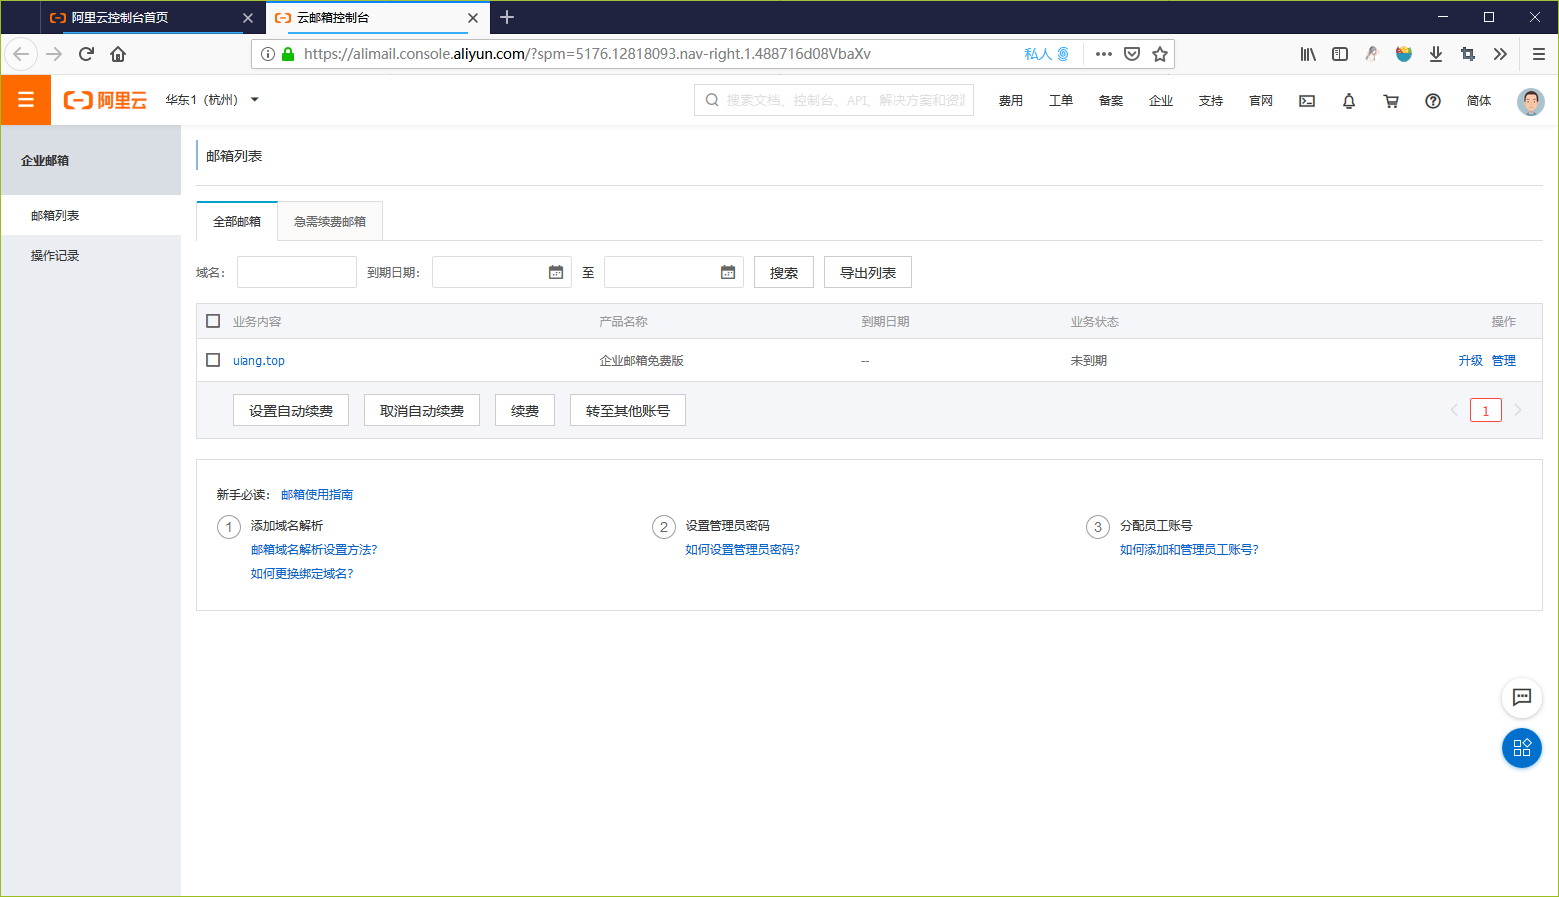 阿里云控制台首页
云邮箱控制台
https://alimail.console.aliyun.com/?spm=5176.12818093.nav-right.1.488716d08VbaXv
私人
阿里云
华东1（杭州）
搜索文档、控制台、API、解决方案和资源
费用 工单 备案 企业 支持 官网 简体
企业邮箱
邮箱列表
操作记录
邮箱列表
全部邮箱 急需续费邮箱
域名： 到期日期： 至 搜索 导出列表
业务内容 产品名称 到期日期 业务状态 操作
uiang.top 企业邮箱免费版 -- 未到期 升级 管理
设置自动续费 取消自动续费 续费 转至其他账号 1
新手必读： 邮箱使用指南
1 添加域名解析
邮箱域名解析设置方法?
如何更换绑定域名?
2 设置管理员密码
如何设置管理员密码?
3 分配员工账号
如何添加和管理员工账号?